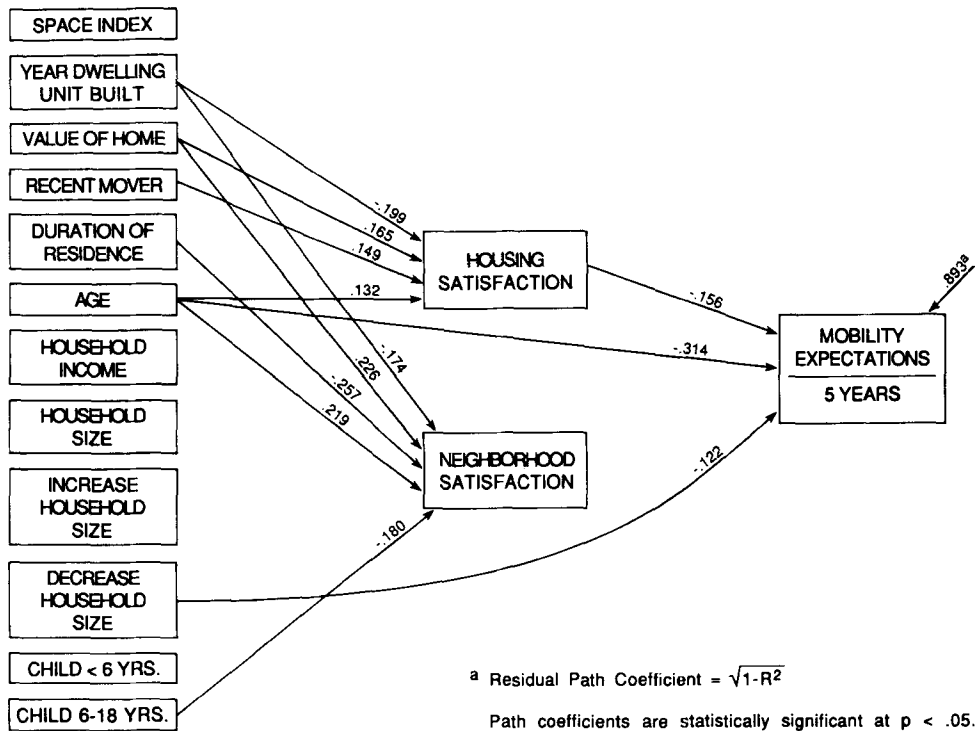 SPACE INDEX
YEAR DWELLING
UNIT BUILT
VALUE OF HOME
RECENT MOVER
DURATION OF
RESIDENCE
AGE
HOUSEHOLD
INCOME
HOUSEHOLD
SIZE
INCREASE
HOUSEHOLD
SIZE
DECREASE
HOUSEHOLD
SIZE
CHILD < 6 YRS.
CHILD 6-18 YRS.
-.199
.165
.149
.132
-.174
.226
-.257
.219
-.180
HOUSING
SATISFACTION
NEIGHBORHOOD
SATISFACTION
-.156
-.314
-.122
.893a
MOBILITY
EXPECTATIONS
5 YEARS
a Residual Path Coefficient = √1-R²
Path coefficients are statistically significant at p < .05.